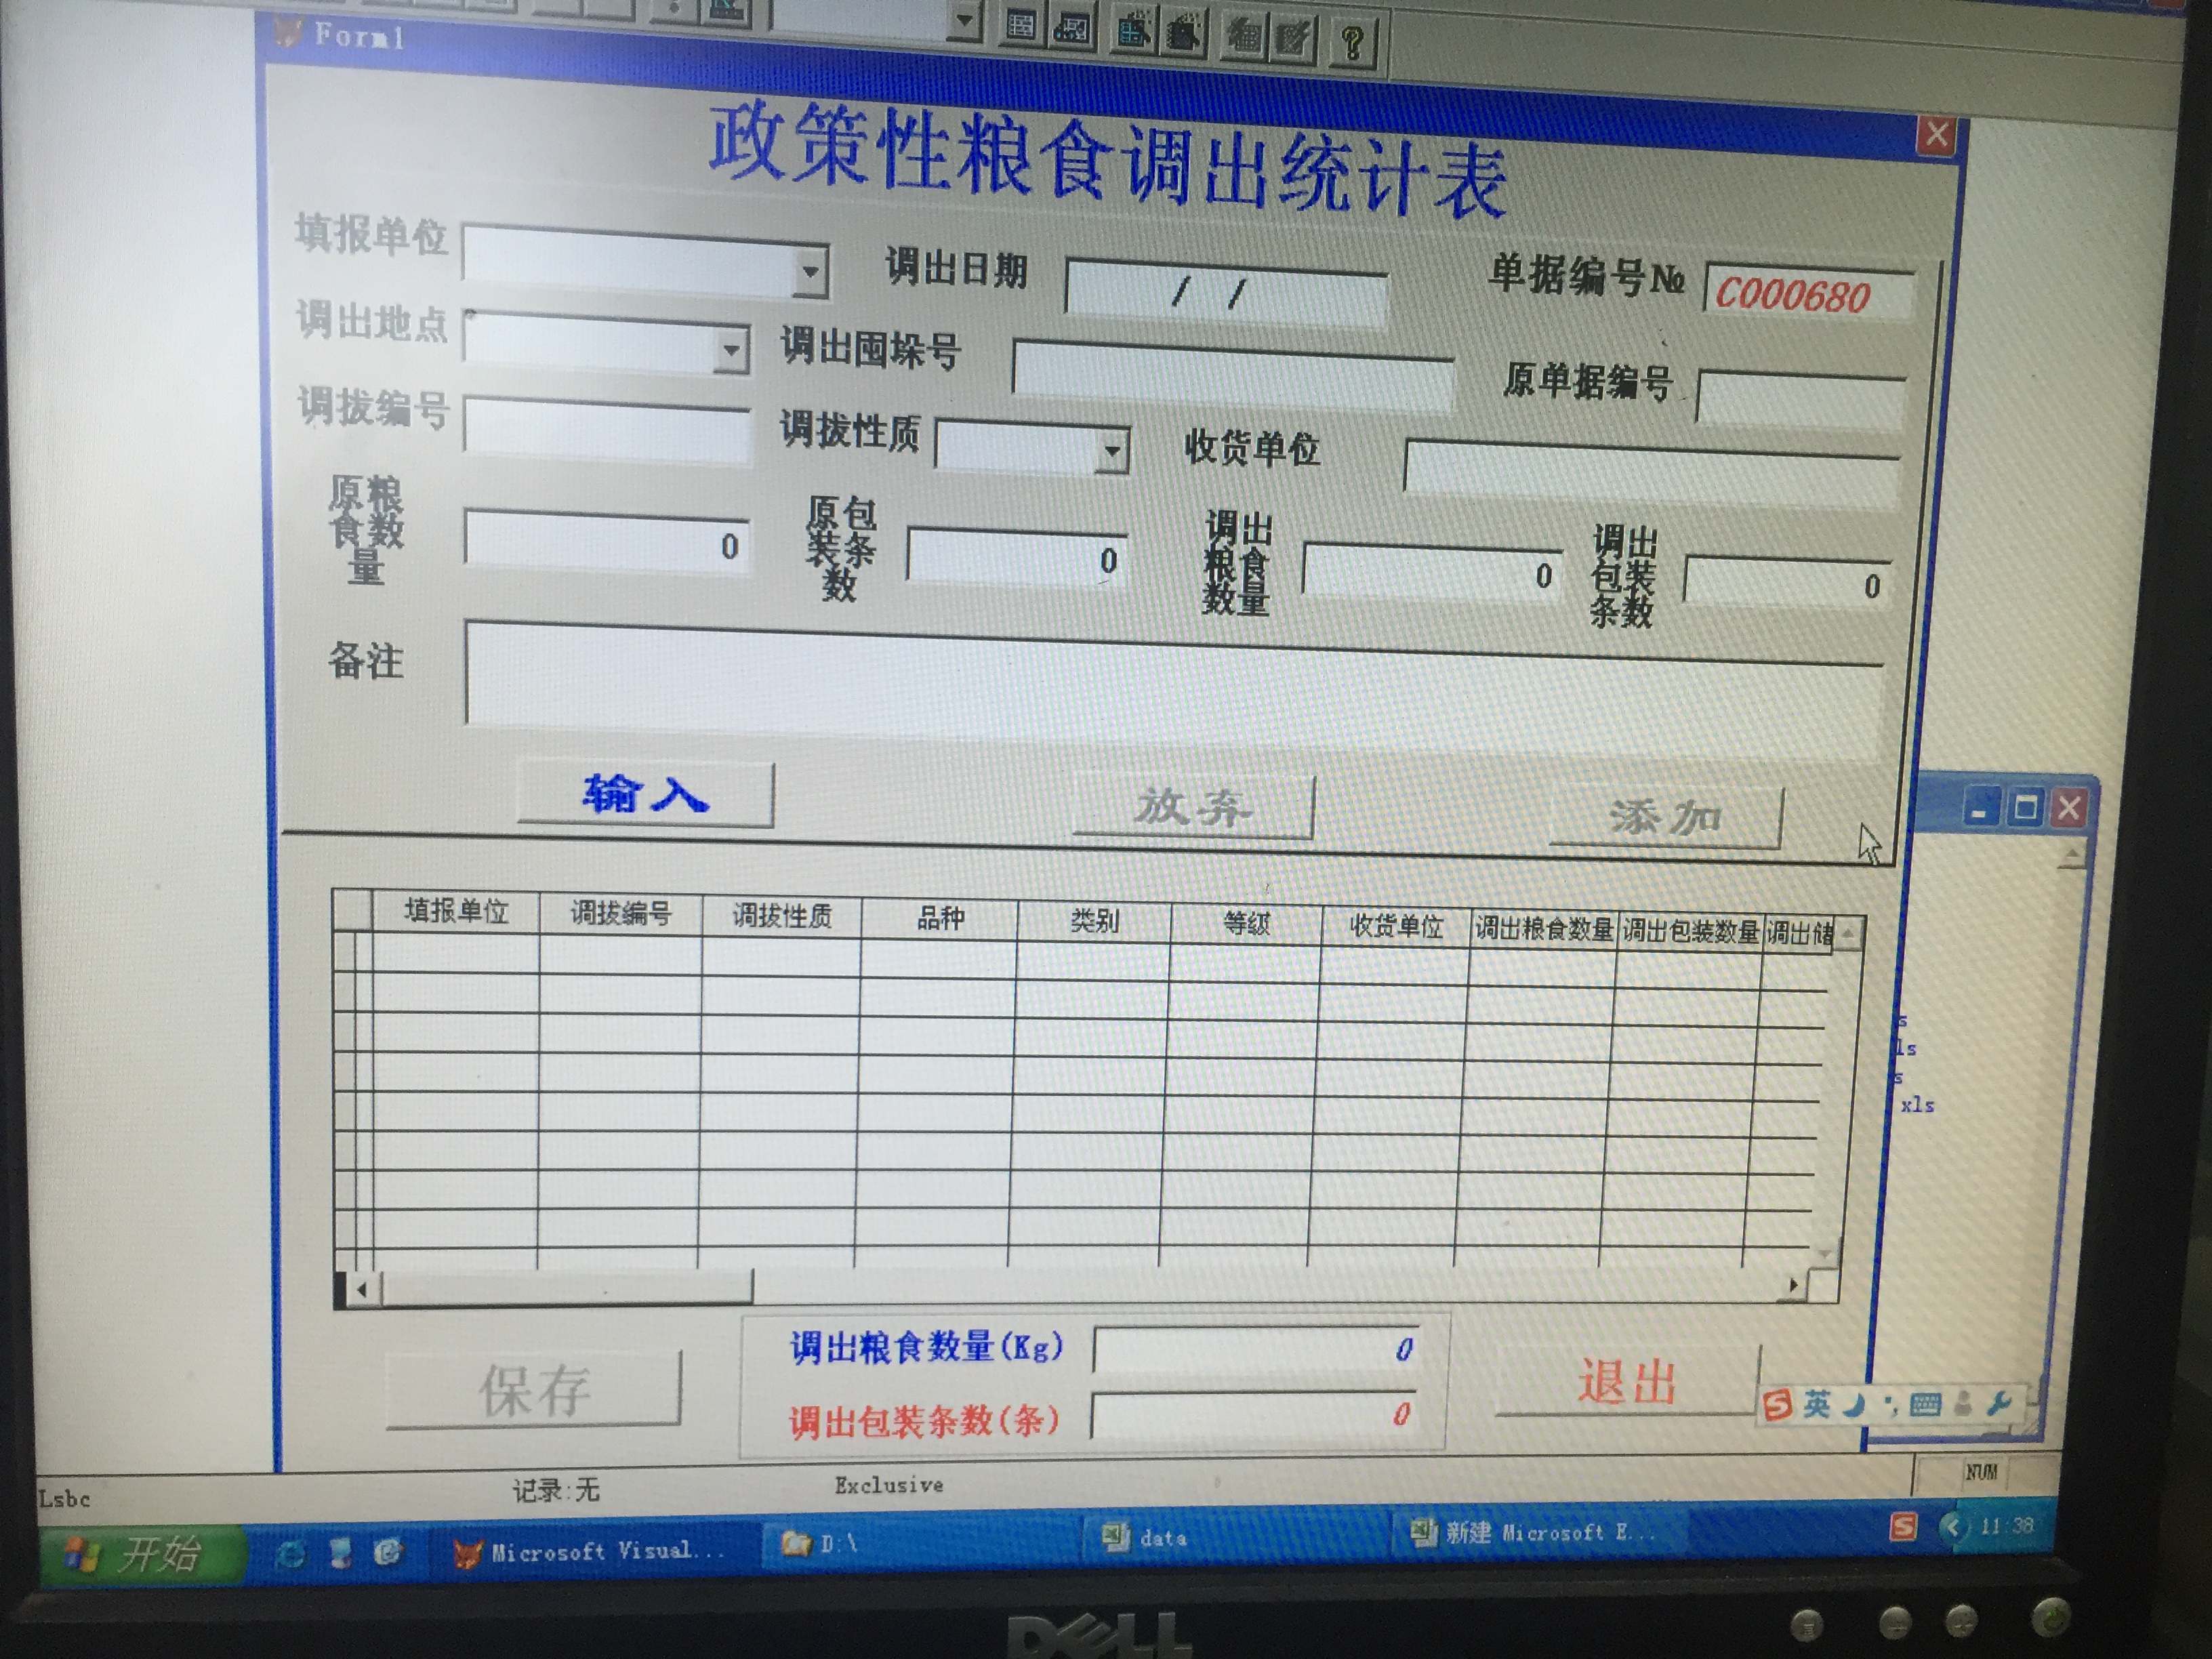 Form1
政策性粮食调出统计表
填报单位
调出日期
/ /
单据编号№
C000680
调出地点
调出囤垛号
原单据编号
调拔编号
调拔性质
收货单位
原粮
食数
量
0
原包
装条
数
0
调出
粮食
数量
0
调出
包装
条数
0
备注
输入
放弃
添加
填报单位 调拔编号 调拔性质 品种 类别 等级 收货单位 调出粮食数量 调出包装数量 调出储
s
ls
s
xls
保存
调出粮食数量(Kg)
0
调出包装条数(条)
0
退出
英
Lsbc
记录:无
Exclusive
NUM
开始
Microsoft Visual...
D:\
data
新建 Microsoft E...
11:38
DELL